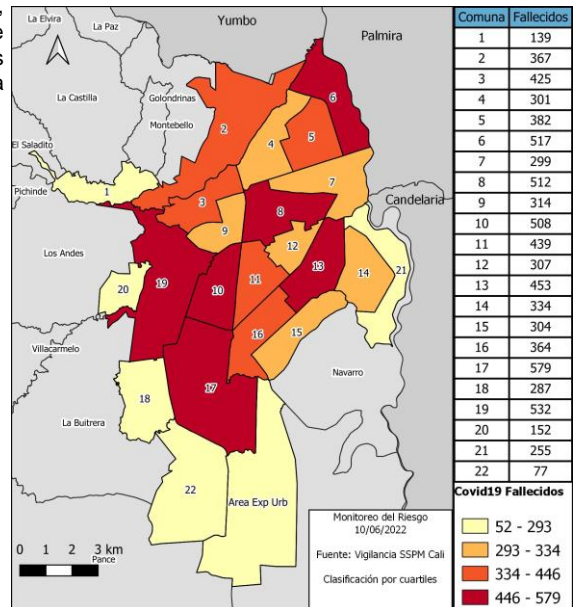 ,
e
s
a
La Elvira
La Paz
Yumbo
Palmira
La Castilla
Golondrinas
Montebello
El Saladito
Pichinde
Candelaria
Los Andes
Villacarmelo
La Buitrera
Navarro
Pance
Area Exp Urb
1
2
3
4
5
6
7
8
9
10
11
12
13
14
15
16
17
18
19
20
21
22
0 1 2 3 km
Monitoreo del Riesgo
10/06/2022
Fuente: Vigilancia SSPM Cali
Clasificación por cuartiles
Comuna Fallecidos
1 139
2 367
3 425
4 301
5 382
6 517
7 299
8 512
9 314
10 508
11 439
12 307
13 453
14 334
15 304
16 364
17 579
18 287
19 532
20 152
21 255
22 77
Covid19 Fallecidos
52 - 293
293 - 334
334 - 446
446 - 579